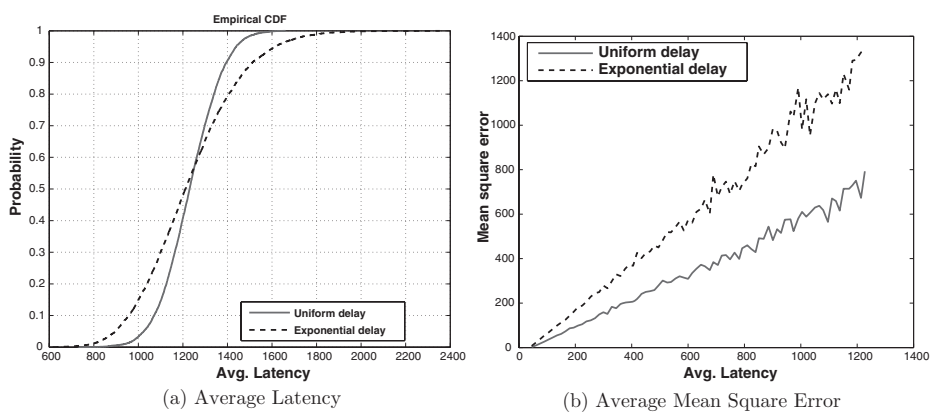 Empirical CDF
1
0.9
0.8
0.7
0.6
0.5
0.4
0.3
0.2
0.1
0
Probability
600 800 1000 1200 1400 1600 1800 2000 2200 2400
Avg. Latency
Uniform delay
Exponential delay
(a) Average Latency
1400
1200
1000
800
600
400
200
0
Mean square error
0 200 400 600 800 1000 1200 1400
Avg. Latency
Uniform delay
Exponential delay
(b) Average Mean Square Error